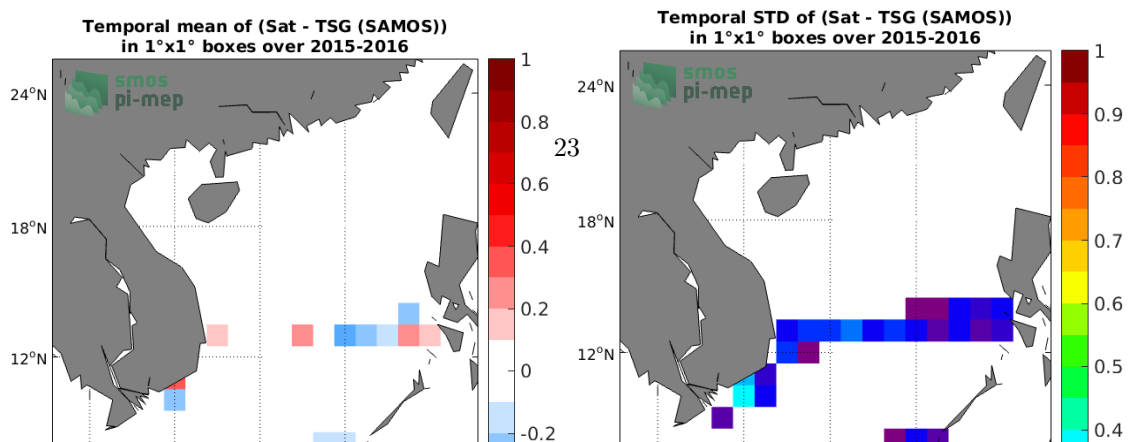 Temporal mean of (Sat - TSG (SAMOS))
in 1°x1° boxes over 2015-2016
smos
pi-mep
24°N
18°N
12°N
1
0.8
0.6
0.4
0.2
0
-0.2
23
Temporal STD of (Sat - TSG (SAMOS))
in 1°x1° boxes over 2015-2016
smos
pi-mep
24°N
18°N
12°N
1
0.9
0.8
0.7
0.6
0.5
0.4